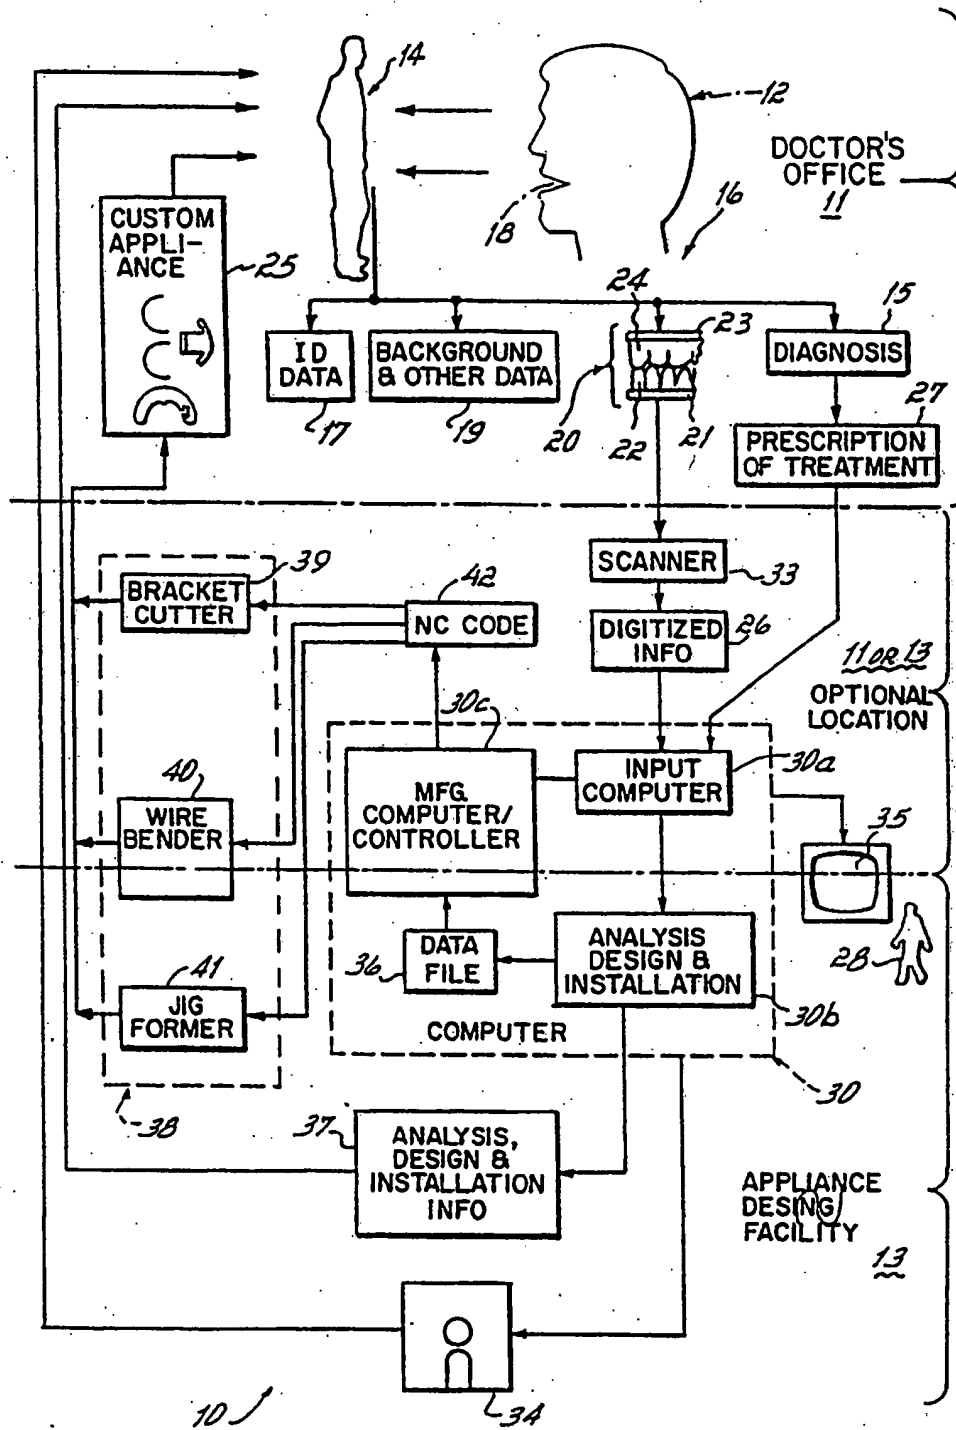 14
12
DOCTOR'S
OFFICE
11
16
18
CUSTOM
APPLI-
ANCE
25
24
15
23
ID
DATA
BACKGROUND
& OTHER DATA
DIAGNOSIS
20
17
19
22
21
27
PRESCRIPTION
OF TREATMENT
39
SCANNER
33
42
BRACKET
CUTTER
NC CODE
DIGITIZED
INFO
26
11 OR 13
OPTIONAL
LOCATION
30c
INPUT
COMPUTER
30a
MFG.
COMPUTER/
CONTROLLER
40
WIRE
BENDER
35
28
41
JIG
FORMER
36
DATA
FILE
ANALYSIS
DESIGN &
INSTALLATION
30b
COMPUTER
30
38
37
ANALYSIS,
DESIGN &
INSTALLATION
INFO
APPLIANCE
DESING
FACILITY
13
10
34